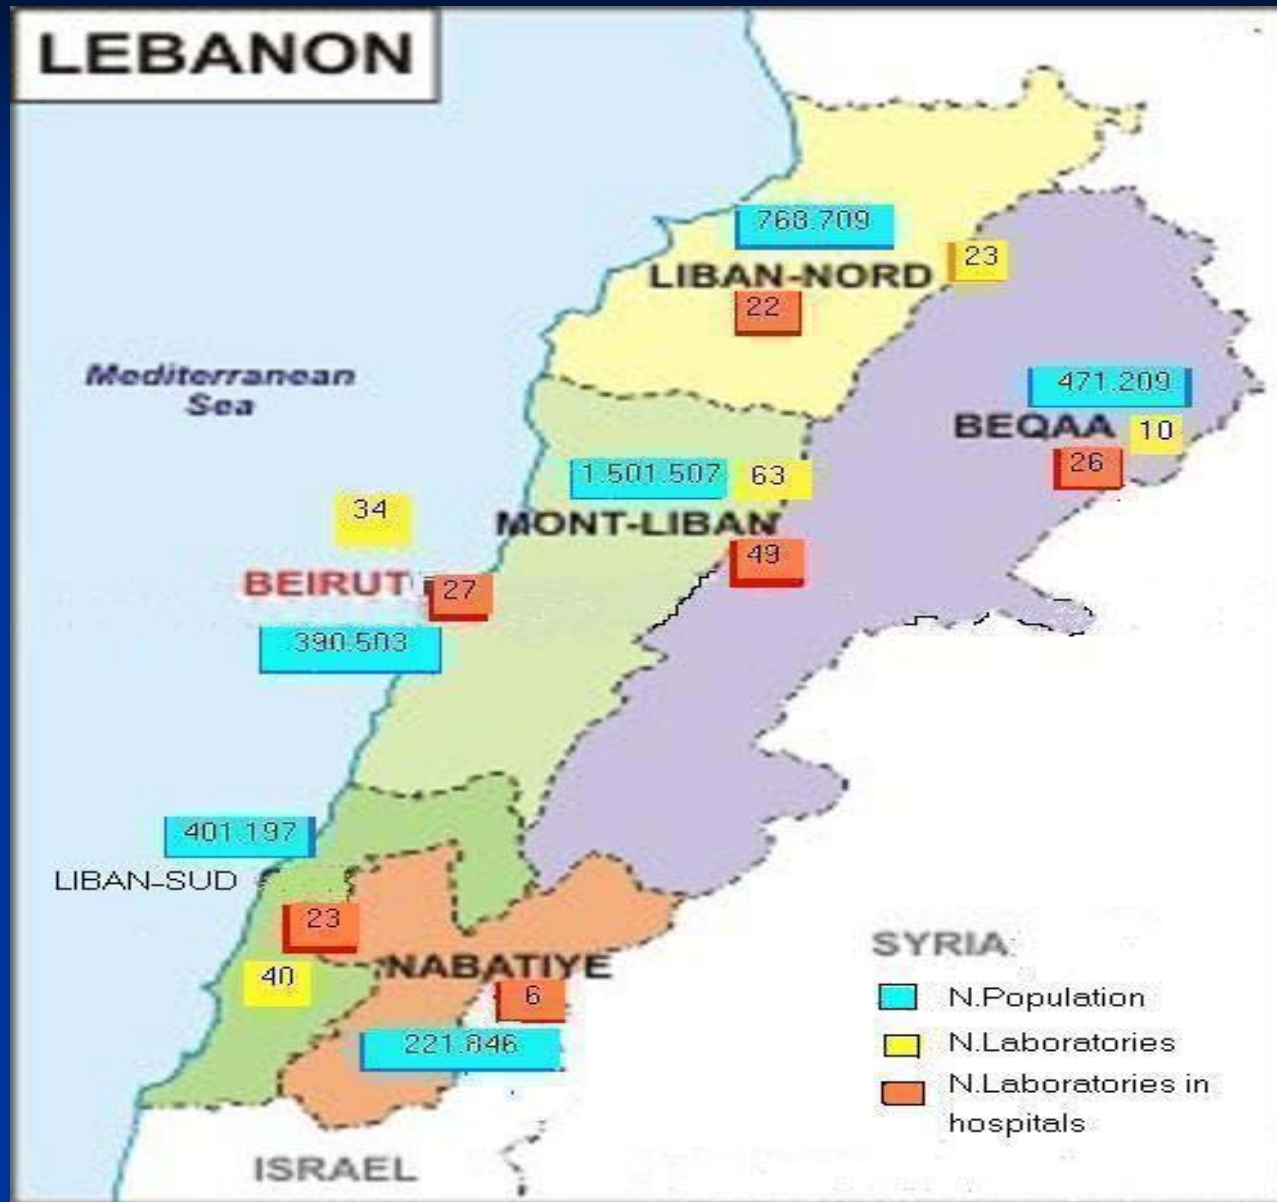 LEBANON
768.709
23
LIBAN-NORD
22
Mediterranean
Sea
471.209
BEQAA
10
26
1.501.507
63
34
MONT-LIBAN
49
BEIRUT
27
390.503
401.197
LIBAN-SUD
23
40
NABATIYE
6
221.846
SYRIA
N.Population
N.Laboratories
N.Laboratories in
hospitals
ISRAEL